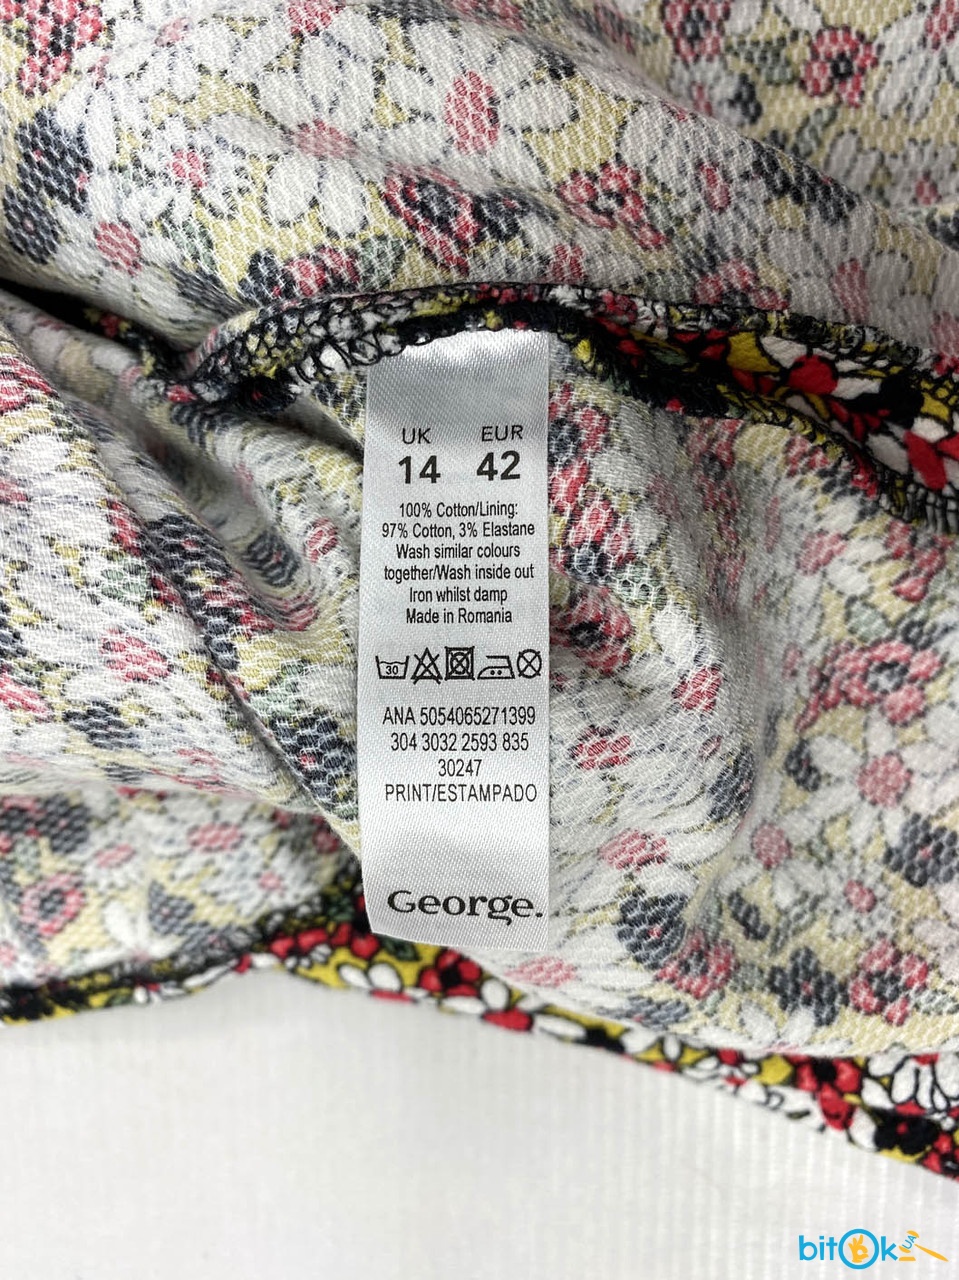 UK EUR
14 42
100% Cotton/Lining:
97% Cotton, 3% Elastane
Wash similar colours
together/Wash inside out
Iron whilst damp
Made in Romania
30
ANA 5054065271399
304 3032 2593 835
30247
PRINT/ESTAMPADO
George.
bitOk UA